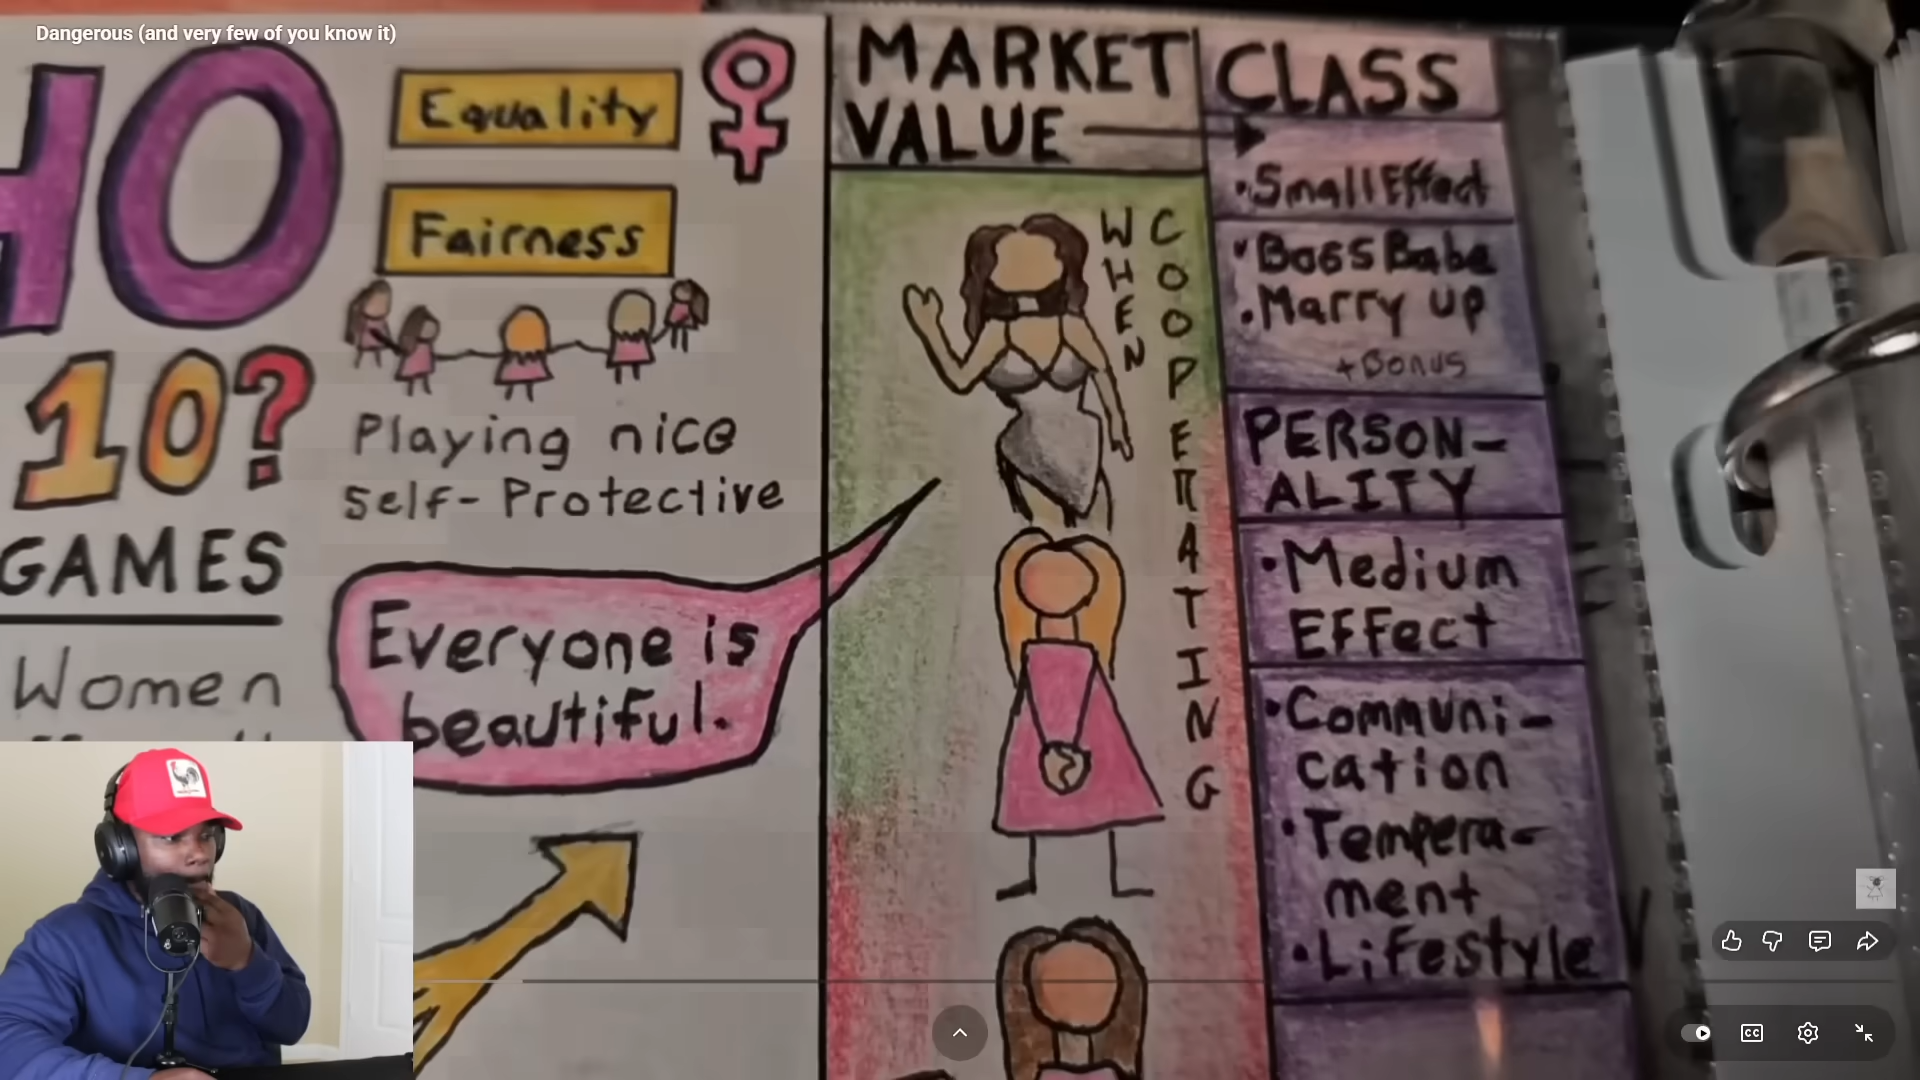 Dangerous (and very few of you know it)
HO
10?
GAMES
Women
Equality
Fairness
Playing nice
Self-Protective
Everyone is
beautiful.
MARKET
VALUE
WHEN
COOPERATING
CLASS
•Small Effect
•Boss Babe
•Marry up
+Bonus
PERSON-
ALITY
•Medium
Effect
•Communi-
cation
•Tempera-
ment
•Lifestyle
CC